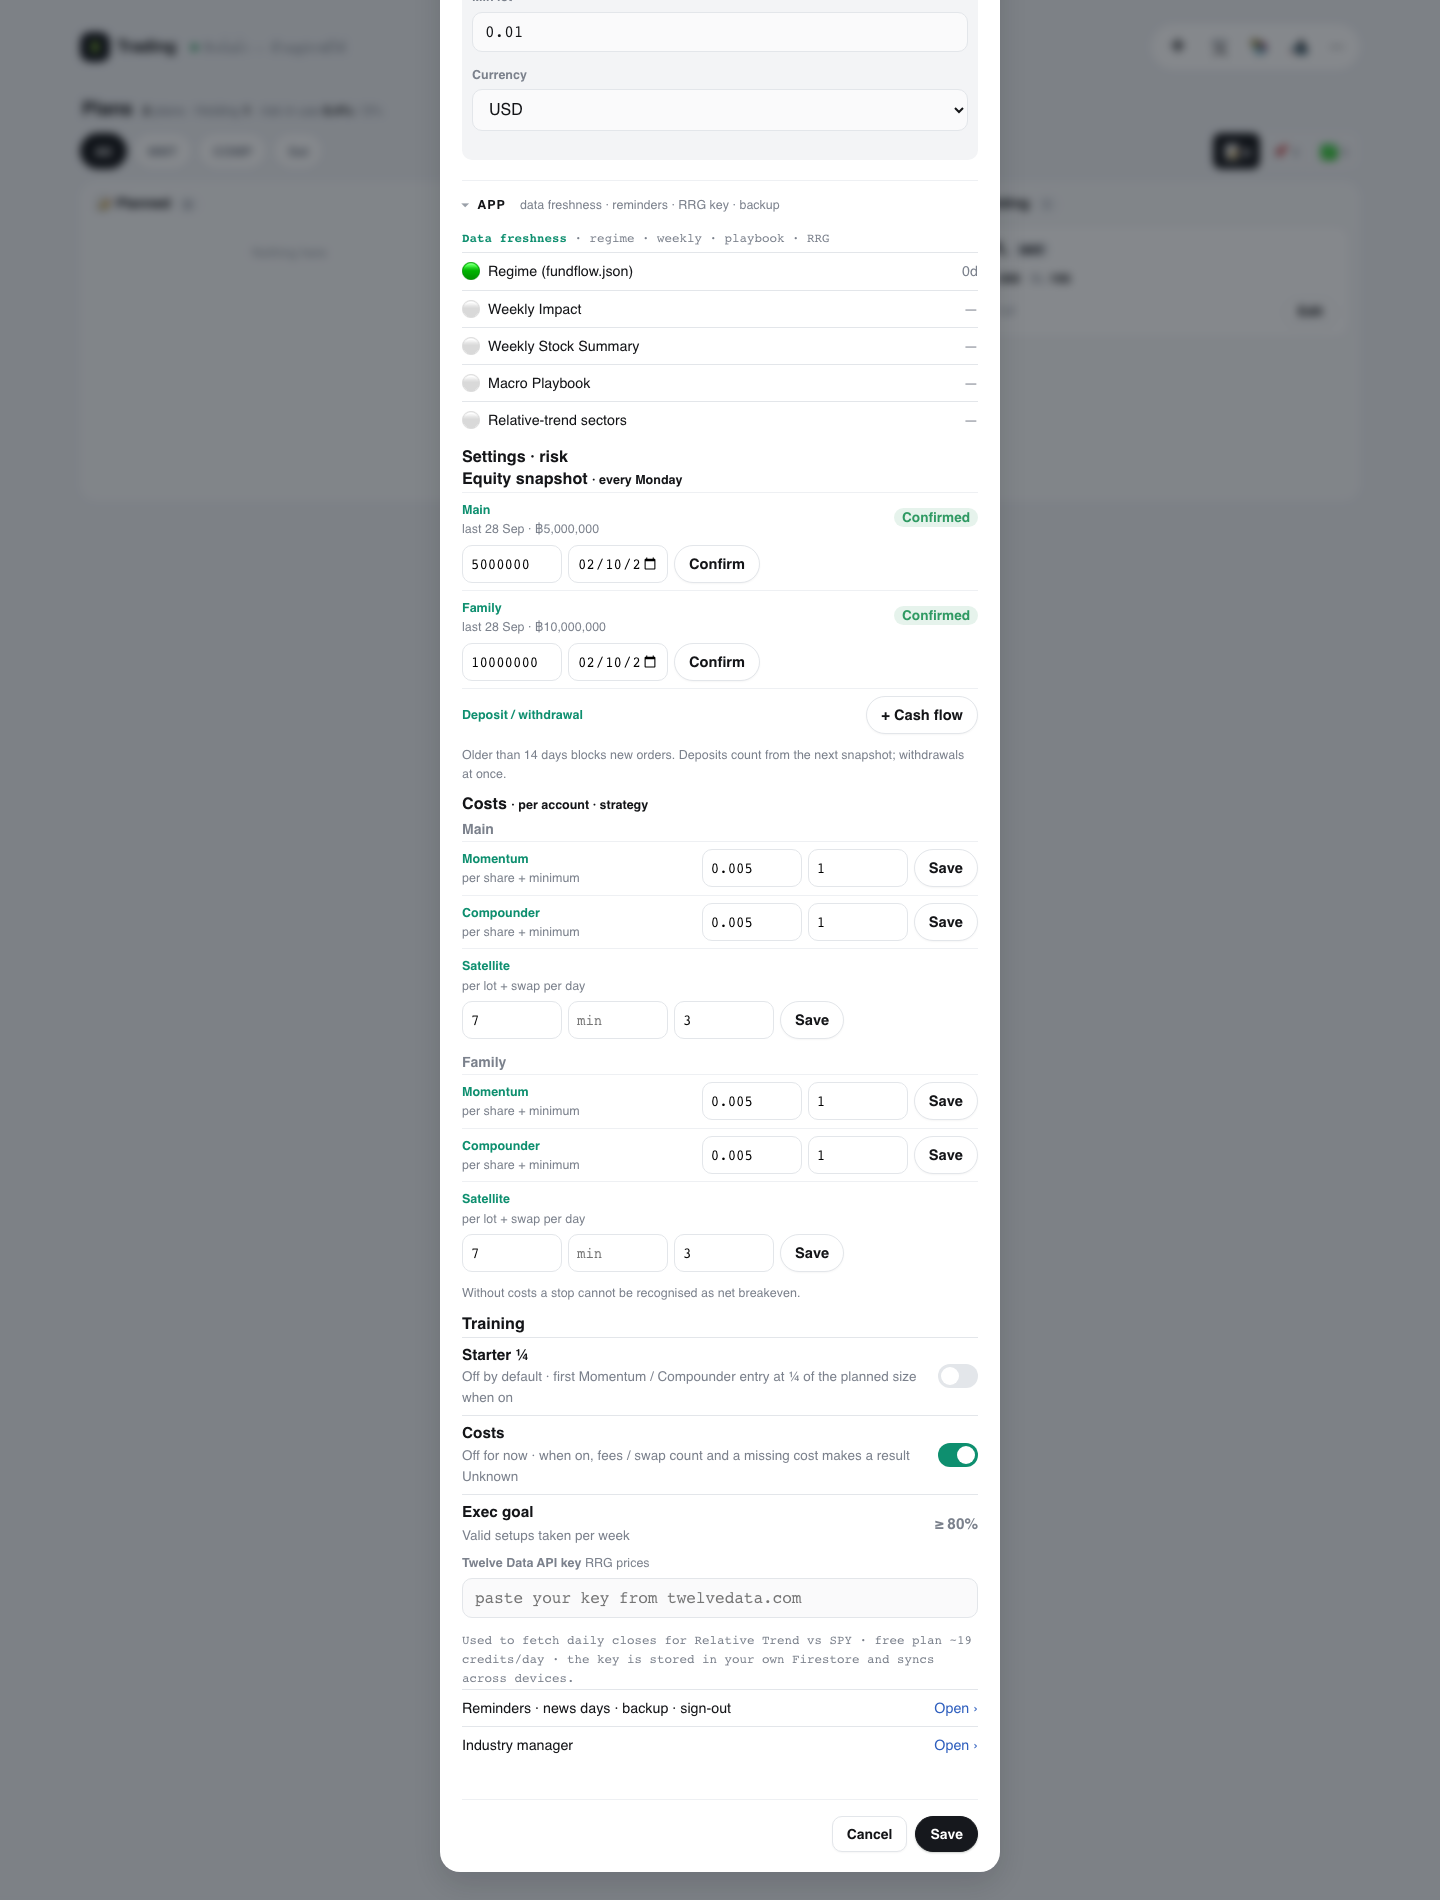 Trading
Plans
Planned
0.01
Currency
USD
APP data freshness · reminders · RRG key · backup
Data freshness · regime · weekly · playbook · RRG
Regime (fundflow.json) 0d
Weekly Impact —
Weekly Stock Summary —
Macro Playbook —
Relative-trend sectors —
Settings · risk
Equity snapshot · every Monday
Main
last 28 Sep · ฿5,000,000
Confirmed
5000000 02/10/2 Confirm
Family
last 28 Sep · ฿10,000,000
Confirmed
10000000 02/10/2 Confirm
Deposit / withdrawal + Cash flow
Older than 14 days blocks new orders. Deposits count from the next snapshot; withdrawals
at once.
Costs · per account · strategy
Main
Momentum
per share + minimum
0.005 1 Save
Compounder
per share + minimum
0.005 1 Save
Satellite
per lot + swap per day
7 min 3 Save
Family
Momentum
per share + minimum
0.005 1 Save
Compounder
per share + minimum
0.005 1 Save
Satellite
per lot + swap per day
7 min 3 Save
Without costs a stop cannot be recognised as net breakeven.
Training
Starter ¼
Off by default · first Momentum / Compounder entry at ¼ of the planned size
when on
Costs
Off for now · when on, fees / swap count and a missing cost makes a result
Unknown
Exec goal
Valid setups taken per week
≥ 80%
Twelve Data API key RRG prices
paste your key from twelvedata.com
Used to fetch daily closes for Relative Trend vs SPY · free plan ~19
credits/day · the key is stored in your own Firestore and syncs
across devices.
Reminders · news days · backup · sign-out Open ›
Industry manager Open ›
Cancel Save